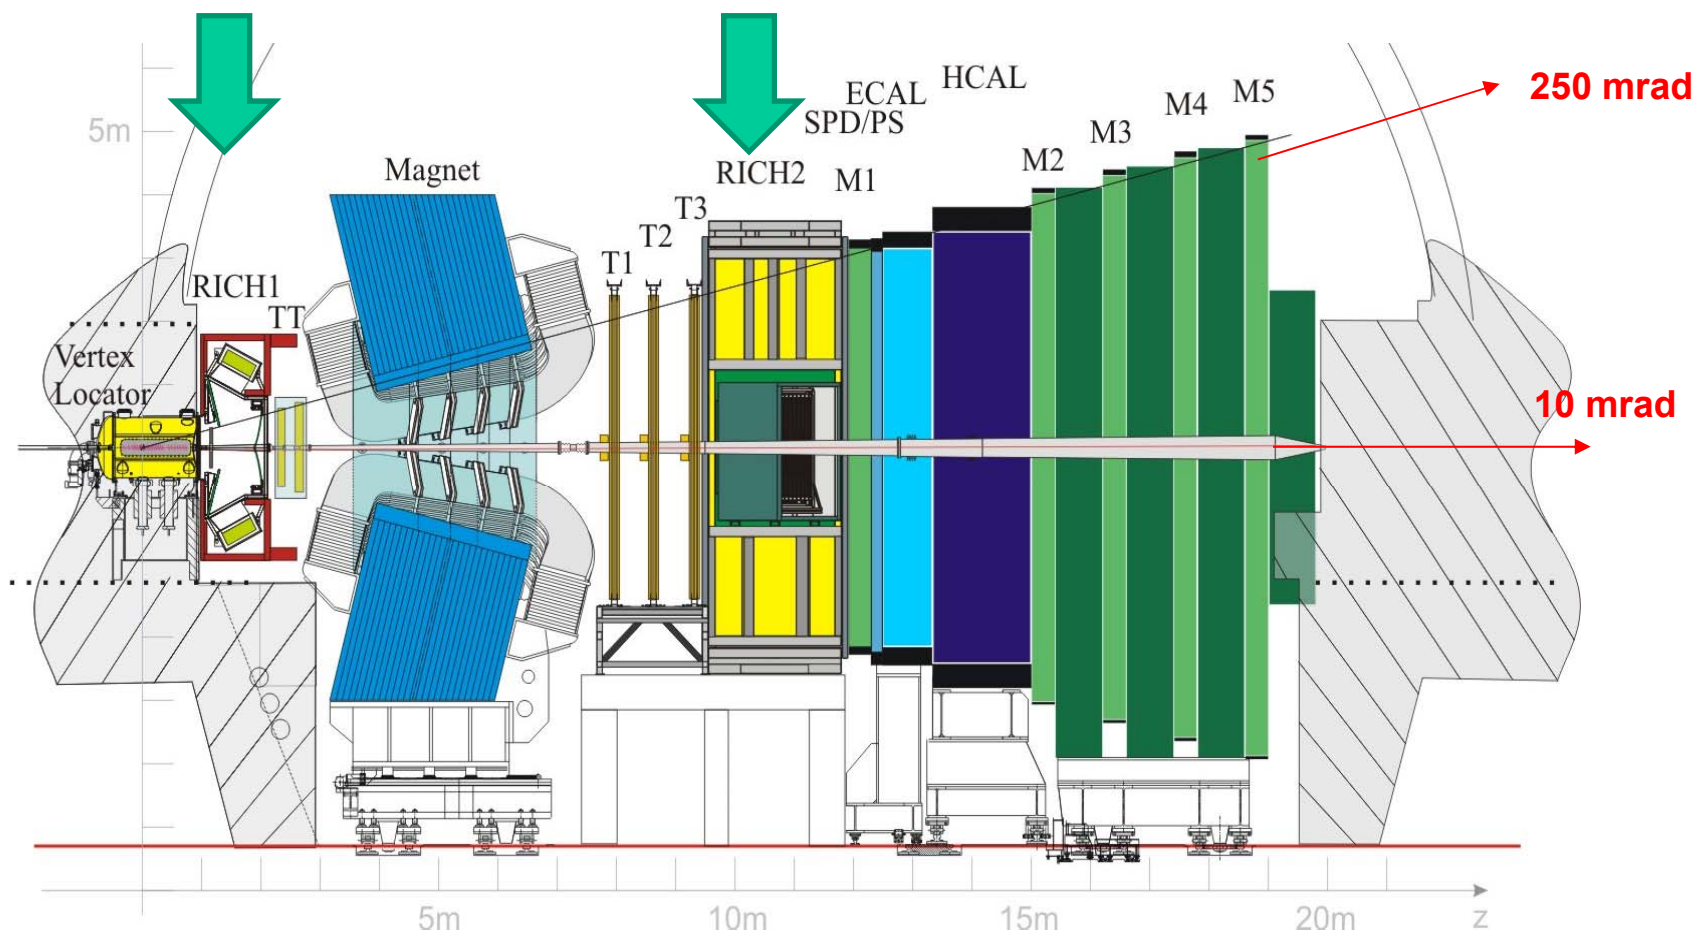 HCAL
ECAL
SPD/PS
M5
M4
M3
M2
250 mrad
5m
Magnet
RICH2
M1
T3
T2
T1
RICH1
TT
Vertex
Locator
10 mrad
5m
10m
15m
20m
z